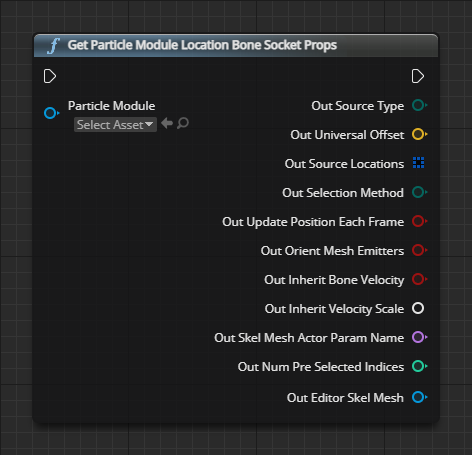 f Get Particle Module Location Bone Socket Props
Particle Module
Select Asset
Out Source Type
Out Universal Offset
Out Source Locations
Out Selection Method
Out Update Position Each Frame
Out Orient Mesh Emitters
Out Inherit Bone Velocity
Out Inherit Velocity Scale
Out Skel Mesh Actor Param Name
Out Num Pre Selected Indices
Out Editor Skel Mesh